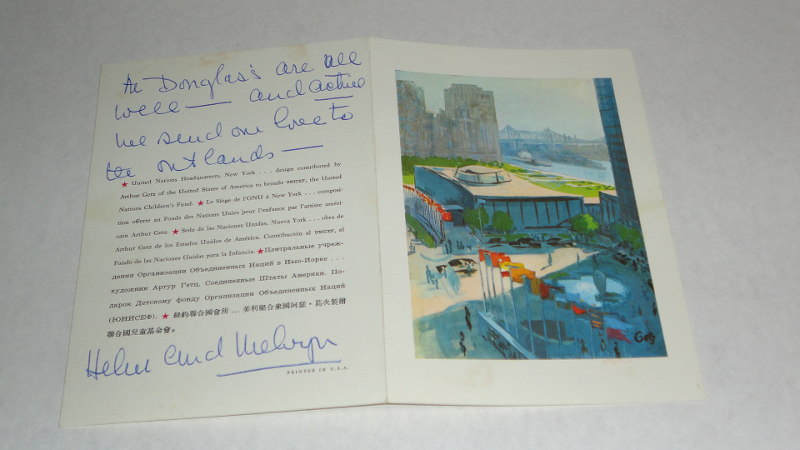 All Douglas's are all
well — and active
We send our love to
the outlands —
★ United Nations Headquarters, New York . . . design contributed by
Arthur Getz of the United States of America to benefit UNICEF, the United
Nations Children's Fund. ★ Le Siège de l'ONU à New York . . . composi-
tion offerte au Fonds des Nations Unies pour l'enfance par l'artiste améri-
cain Arthur Getz. ★ Sede de las Naciones Unidas, Nueva York . . . obra de
Arthur Getz de los Estados Unidos de América. Contribución al UNICEF, el
Fondo de las Naciones Unidas para la Infancia. ★ Центральные учреж-
дения Организации Объединенных Наций в Нью-Йорке . . .
художник Артур Гетц, Соединенные Штаты Америки. По-
дарок Детскому фонду Организации Объединенных Наций
(ЮНИСЕФ). ★ 紐約聯合國會所 . . . 美利堅合衆國阿瑟・
聯合國兒童基金會。
Helen and Melvyn
PRINTED IN U.S.A.
Getz